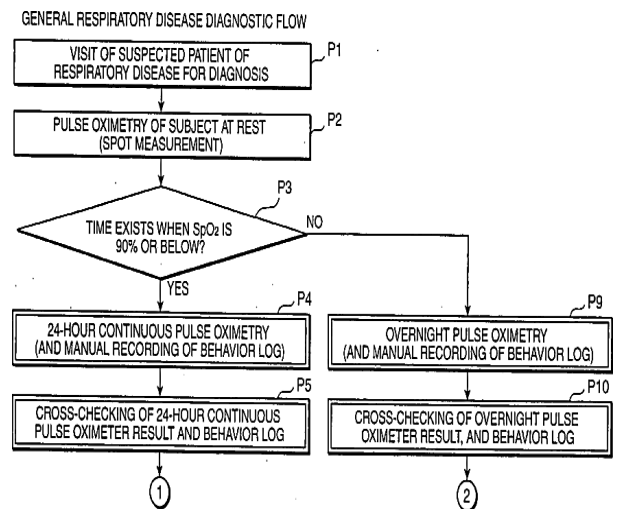 GENERAL RESPIRATORY DISEASE DIAGNOSTIC FLOW
P1
VISIT OF SUSPECTED PATIENT OF
RESPIRATORY DISEASE FOR DIAGNOSIS
P2
PULSE OXIMETRY OF SUBJECT AT REST
(SPOT MEASUREMENT)
P3
TIME EXISTS WHEN SpO2 IS
90% OR BELOW?
NO
YES
P4
24-HOUR CONTINUOUS PULSE OXIMETRY
(AND MANUAL RECORDING OF BEHAVIOR LOG)
P9
OVERNIGHT PULSE OXIMETRY
(AND MANUAL RECORDING OF BEHAVIOR LOG)
P5
CROSS-CHECKING OF 24-HOUR CONTINUOUS
PULSE OXIMETER RESULT AND BEHAVIOR LOG
P10
CROSS-CHECKING OF OVERNIGHT PULSE
OXIMETER RESULT, AND BEHAVIOR LOG
1
2